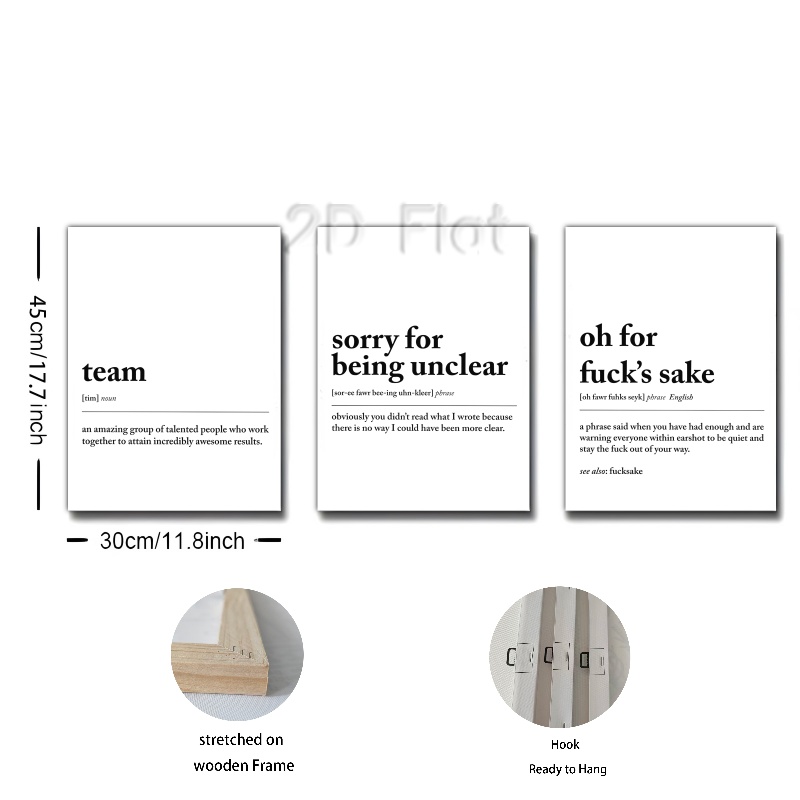 2D Flat
45cm/17.7inch
team
[tim] noun
an amazing group of talented people who work
together to attain incredibly awesome results.
sorry for
being unclear
[sor-ee fawr bee-ing uhn-kleer] phrase
obviously you didn't read what I wrote because
there is no way I could have been more clear.
oh for
fuck's sake
[oh fawr fuhks seyk] phrase English
a phrase said when you have had enough and are
warning everyone within earshot to be quiet and
stay the fuck out of your way.
see also: fucksake
30cm/11.8inch
stretched on
wooden Frame
Hook
Ready to Hang